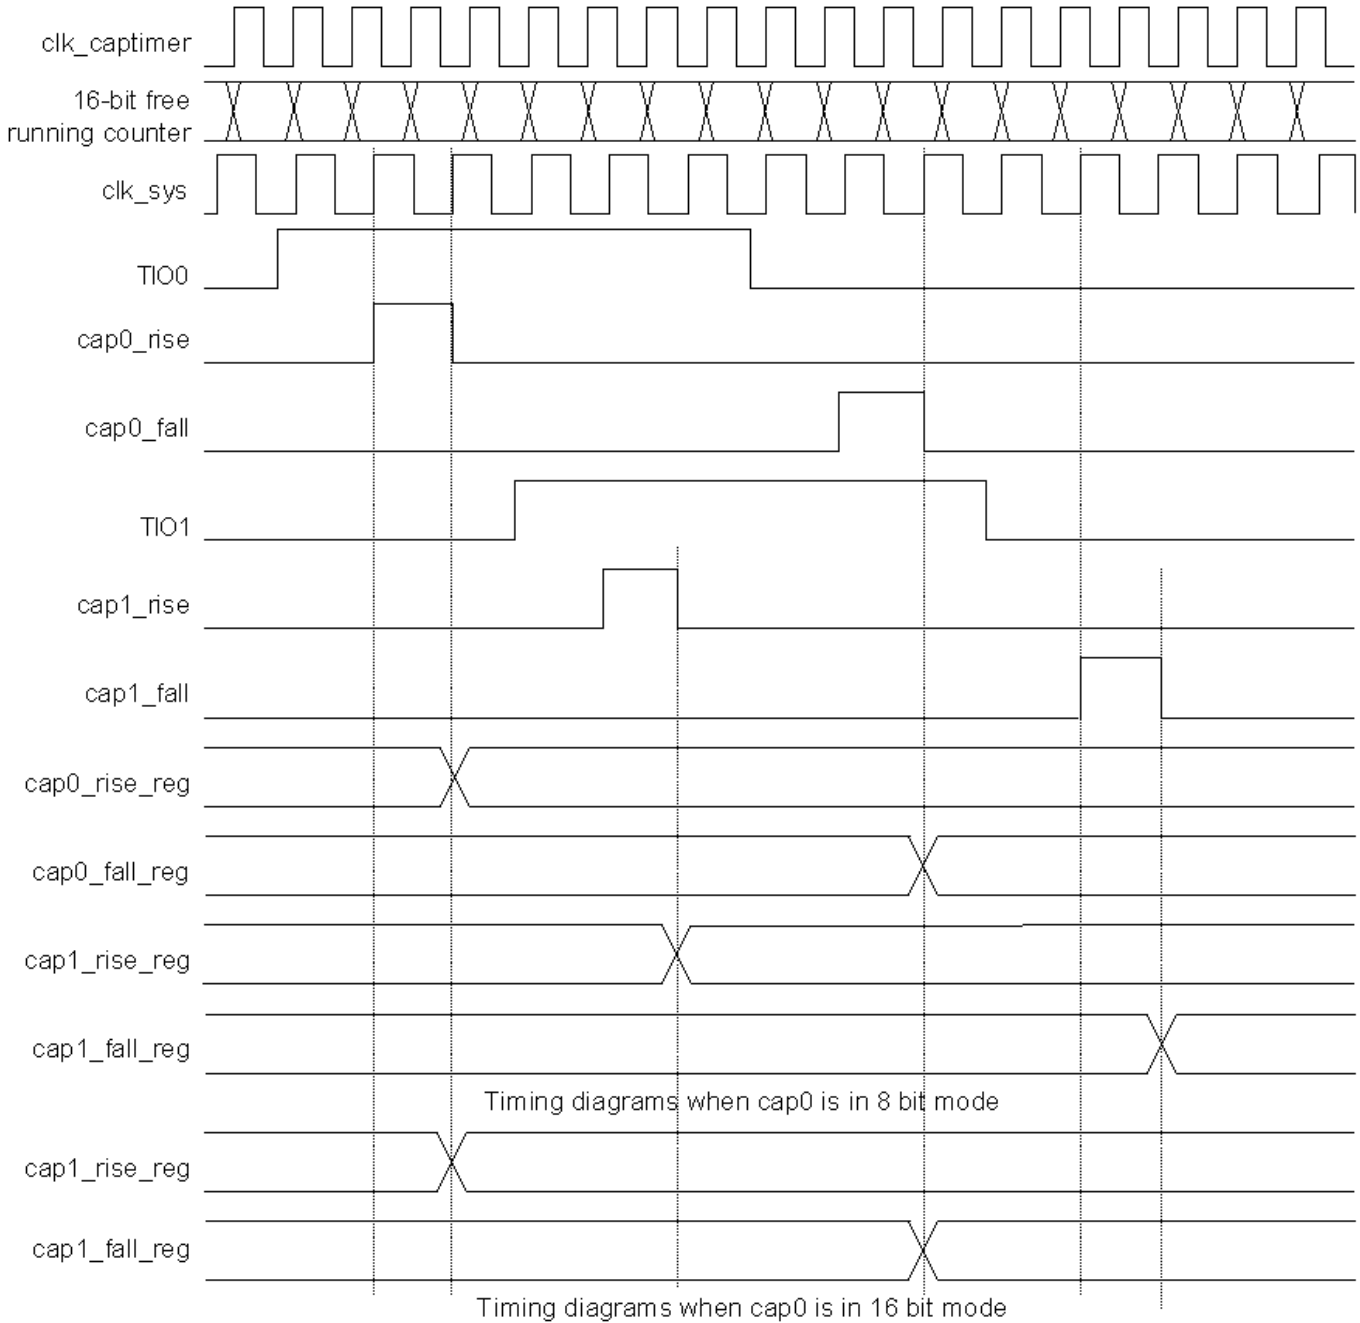 clk_captimer
16-bit free
running counter
clk_sys
TIO0
cap0_rise
cap0_fall
TIO1
cap1_rise
cap1_fall
cap0_rise_reg
cap0_fall_reg
cap1_rise_reg
cap1_fall_reg
Timing diagrams when cap0 is in 8 bit mode
cap1_rise_reg
cap1_fall_reg
Timing diagrams when cap0 is in 16 bit mode